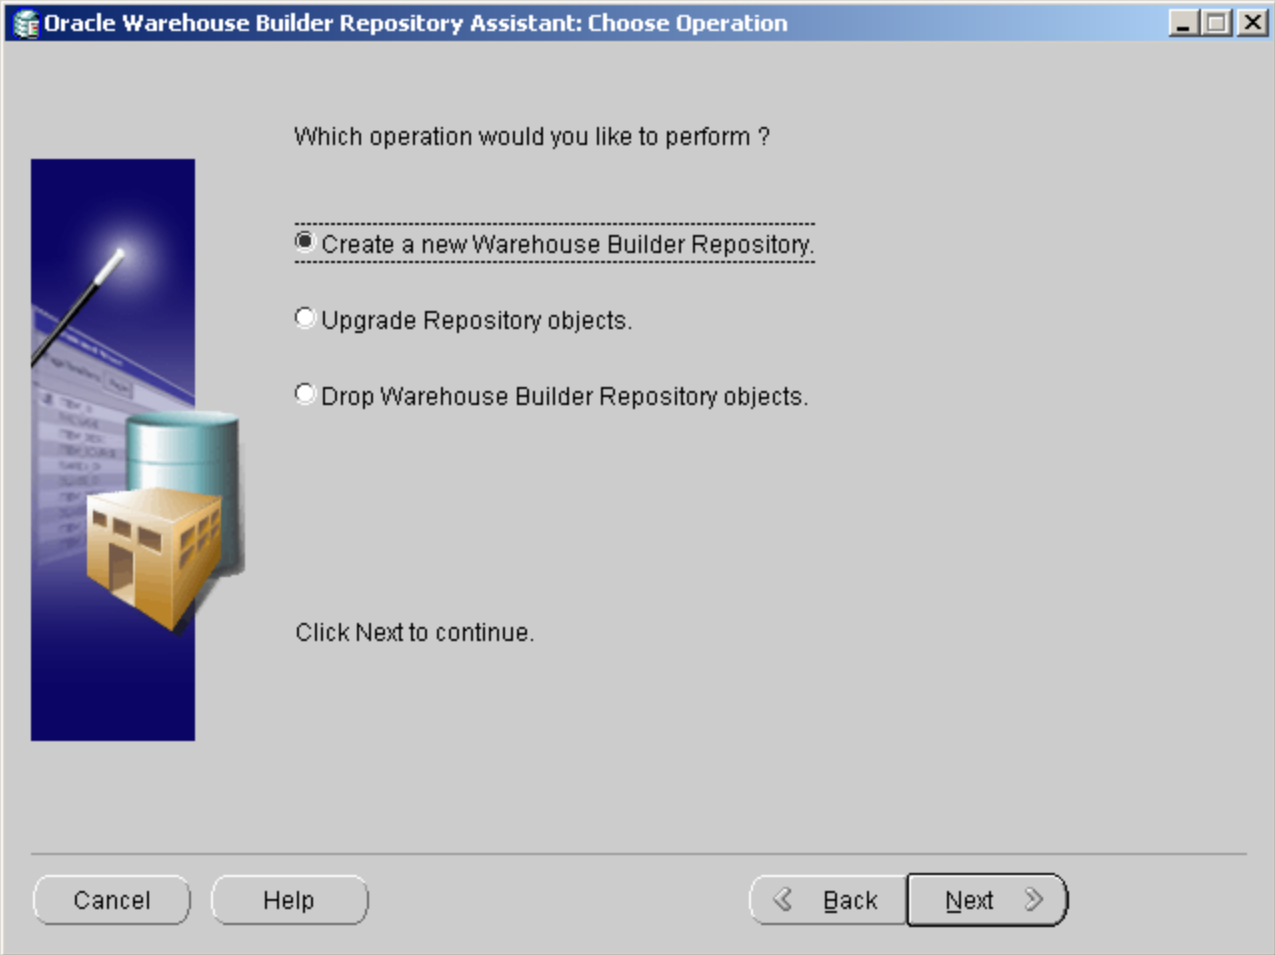 Oracle Warehouse Builder Repository Assistant: Choose Operation
Which operation would you like to perform ?
Create a new Warehouse Builder Repository.
Upgrade Repository objects.
Drop Warehouse Builder Repository objects.
Click Next to continue.
Cancel
Help
Back
Next